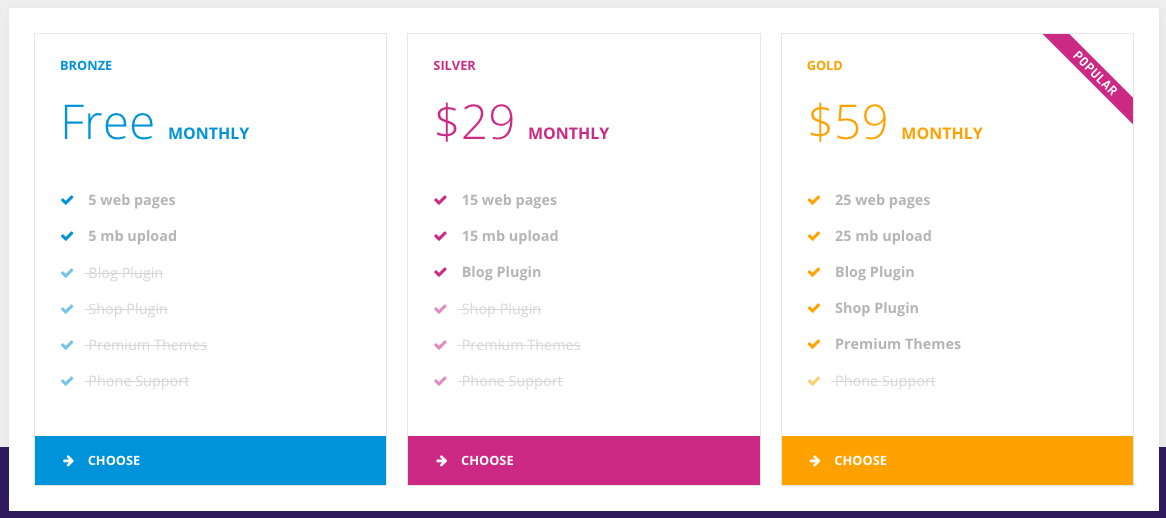 BRONZE
Free MONTHLY
5 web pages
5 mb upload
Blog Plugin
Shop Plugin
Premium Themes
Phone Support
CHOOSE
SILVER
$29 MONTHLY
15 web pages
15 mb upload
Blog Plugin
Shop Plugin
Premium Themes
Phone Support
CHOOSE
GOLD
POPULAR
$59 MONTHLY
25 web pages
25 mb upload
Blog Plugin
Shop Plugin
Premium Themes
Phone Support
CHOOSE